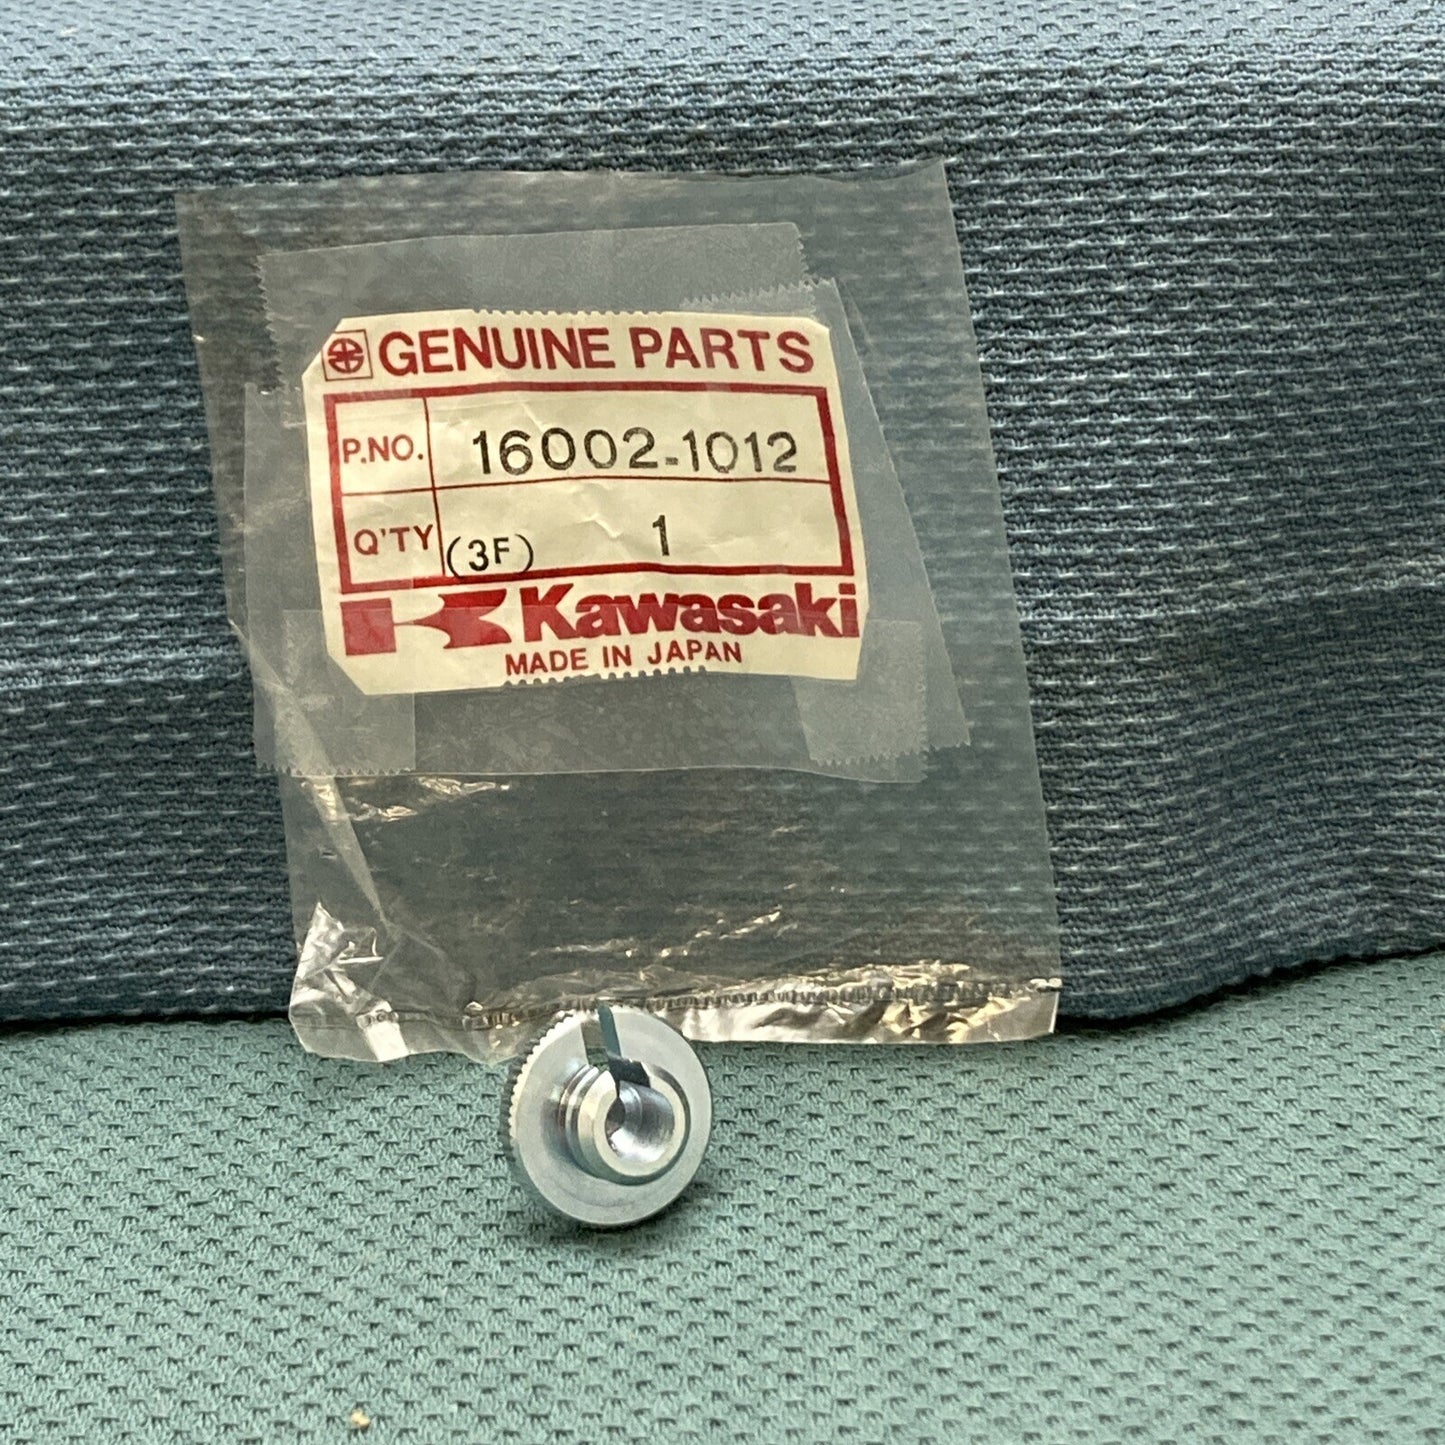 GENUINE PARTS
P.NO. 16002-1012
Q'TY (3F) 1
Kawasaki
MADE IN JAPAN